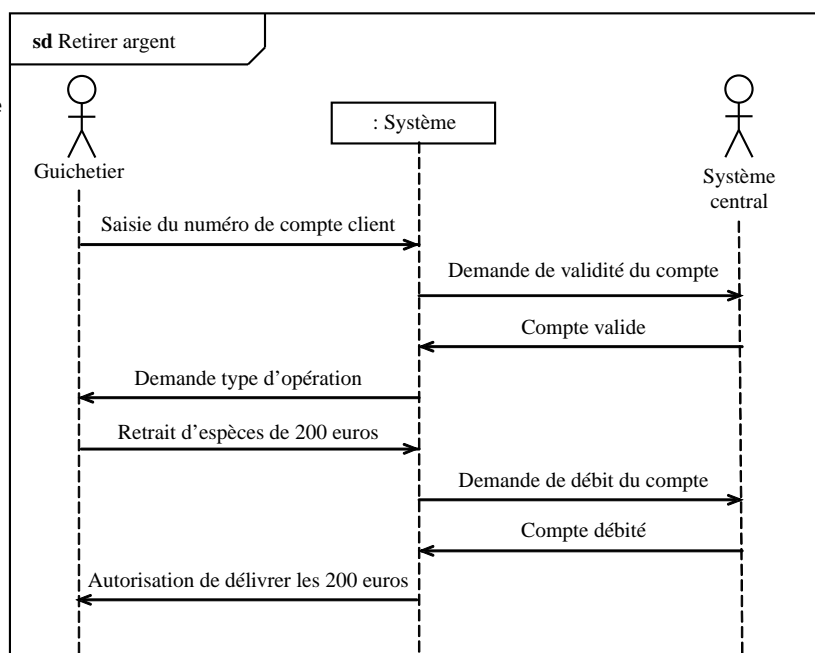 sd Retirer argent
: Système
Guichetier
Système
central
Saisie du numéro de compte client
Demande de validité du compte
Compte valide
Demande type d’opération
Retrait d’espèces de 200 euros
Demande de débit du compte
Compte débité
Autorisation de délivrer les 200 euros